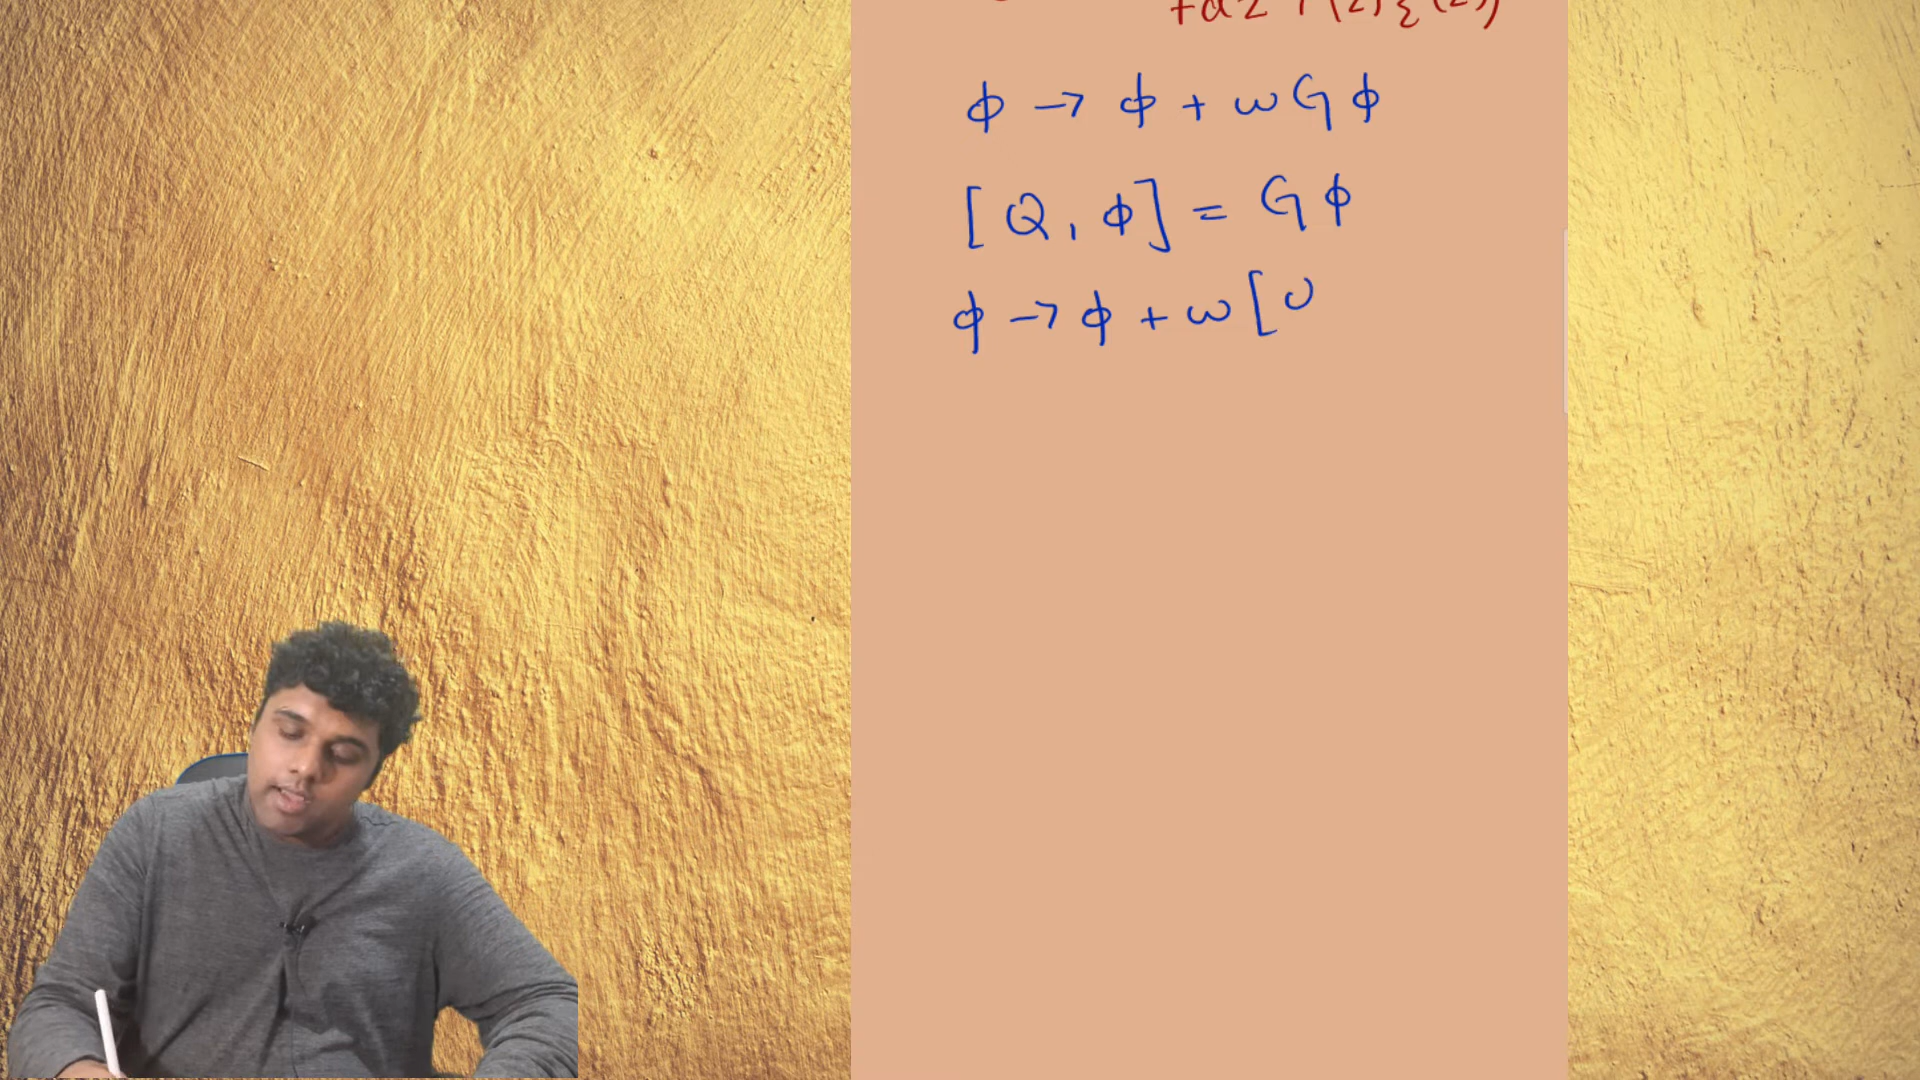 ϕ → ϕ + ωGϕ
[Q, ϕ] = Gϕ
ϕ → ϕ + ω[